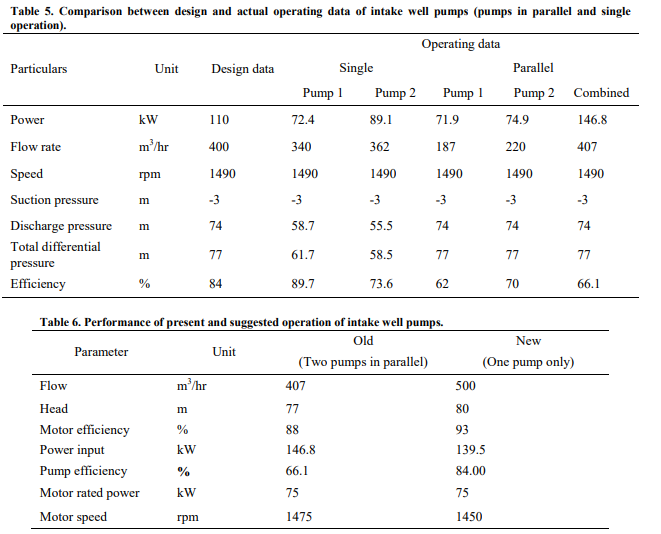 Table 5. Comparison between design and actual operating data of intake well pumps (pumps in parallel and single
operation).
Operating data
Particulars Unit Design data Single Parallel
Pump 1 Pump 2 Pump 1 Pump 2 Combined
Power kW 110 72.4 89.1 71.9 74.9 146.8
Flow rate m³/hr 400 340 362 187 220 407
Speed rpm 1490 1490 1490 1490 1490 1490
Suction pressure m -3 -3 -3 -3 -3 -3
Discharge pressure m 74 58.7 55.5 74 74 74
Total differential
pressure m 77 61.7 58.5 77 77 77
Efficiency % 84 89.7 73.6 62 70 66.1
Table 6. Performance of present and suggested operation of intake well pumps.
Parameter Unit Old New
(Two pumps in parallel) (One pump only)
Flow m³/hr 407 500
Head m 77 80
Motor efficiency % 88 93
Power input kW 146.8 139.5
Pump efficiency % 66.1 84.00
Motor rated power kW 75 75
Motor speed rpm 1475 1450